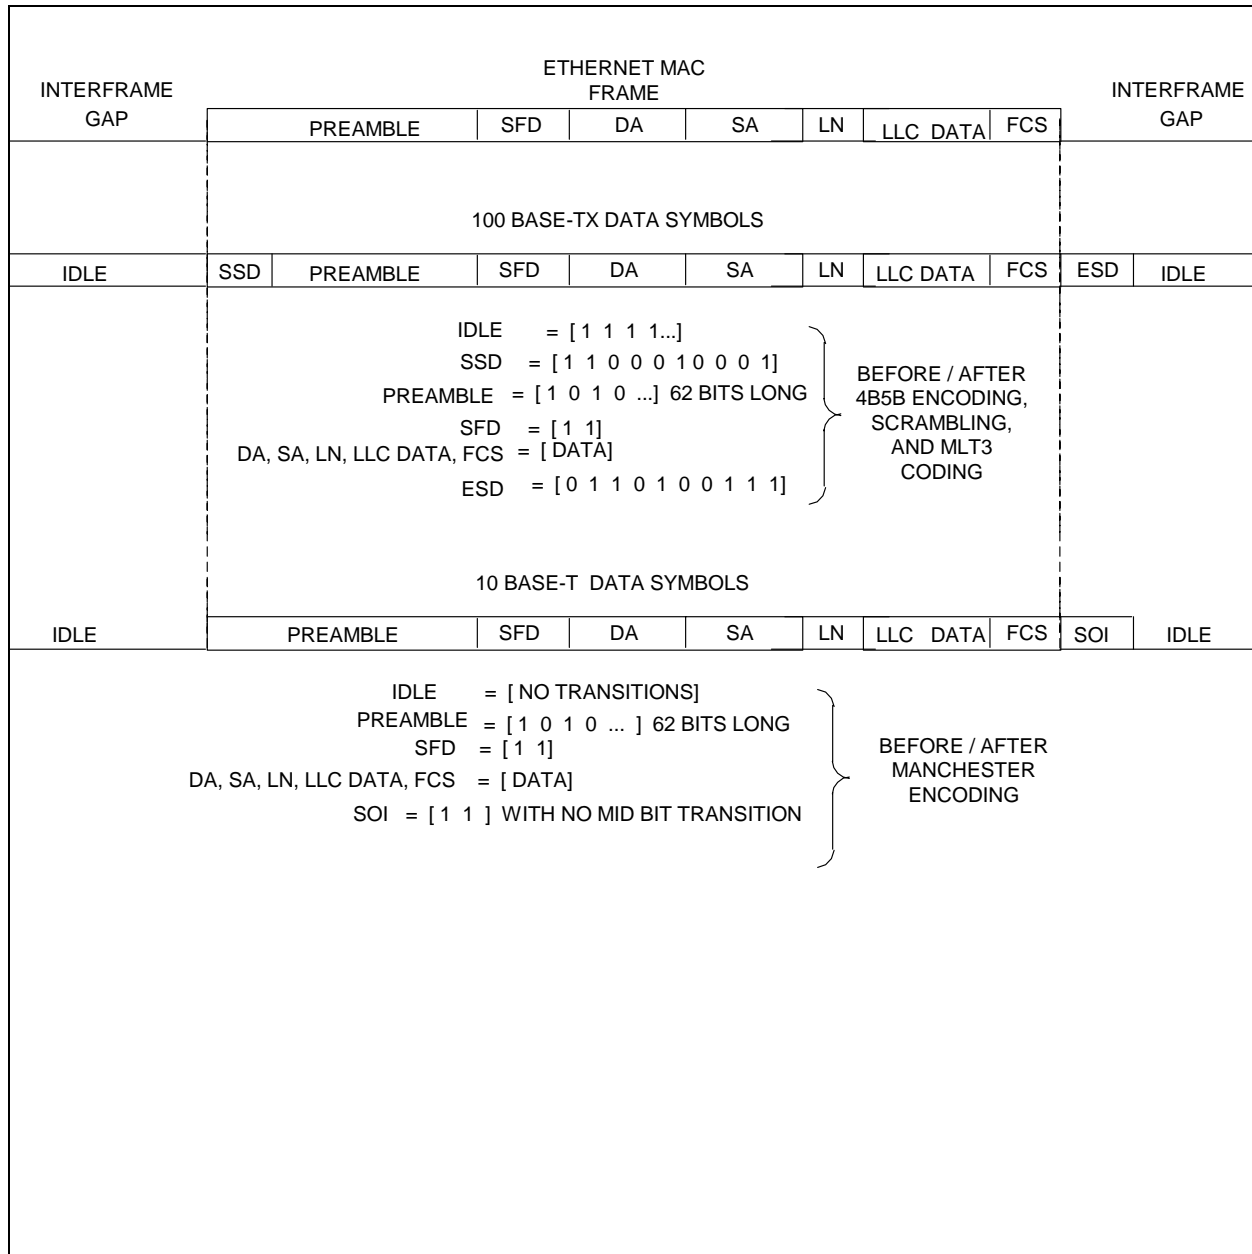 ETHERNET MAC
FRAME
INTERFRAME
GAP
INTERFRAME
GAP
PREAMBLE SFD DA SA LN LLC DATA FCS
100 BASE-TX DATA SYMBOLS
IDLE SSD PREAMBLE SFD DA SA LN LLC DATA FCS ESD IDLE
IDLE = [ 1 1 1 1...]
SSD = [ 1 1 0 0 0 1 0 0 0 1]
PREAMBLE = [ 1 0 1 0 ...] 62 BITS LONG
SFD = [ 1 1]
DA, SA, LN, LLC DATA, FCS = [ DATA]
ESD = [ 0 1 1 0 1 0 0 1 1 1]
BEFORE / AFTER
4B5B ENCODING,
SCRAMBLING,
AND MLT3
CODING
10 BASE-T DATA SYMBOLS
IDLE PREAMBLE SFD DA SA LN LLC DATA FCS SOI IDLE
IDLE = [ NO TRANSITIONS]
PREAMBLE = [ 1 0 1 0 ... ] 62 BITS LONG
SFD = [ 1 1]
DA, SA, LN, LLC DATA, FCS = [ DATA]
SOI = [ 1 1 ] WITH NO MID BIT TRANSITION
BEFORE / AFTER
MANCHESTER
ENCODING